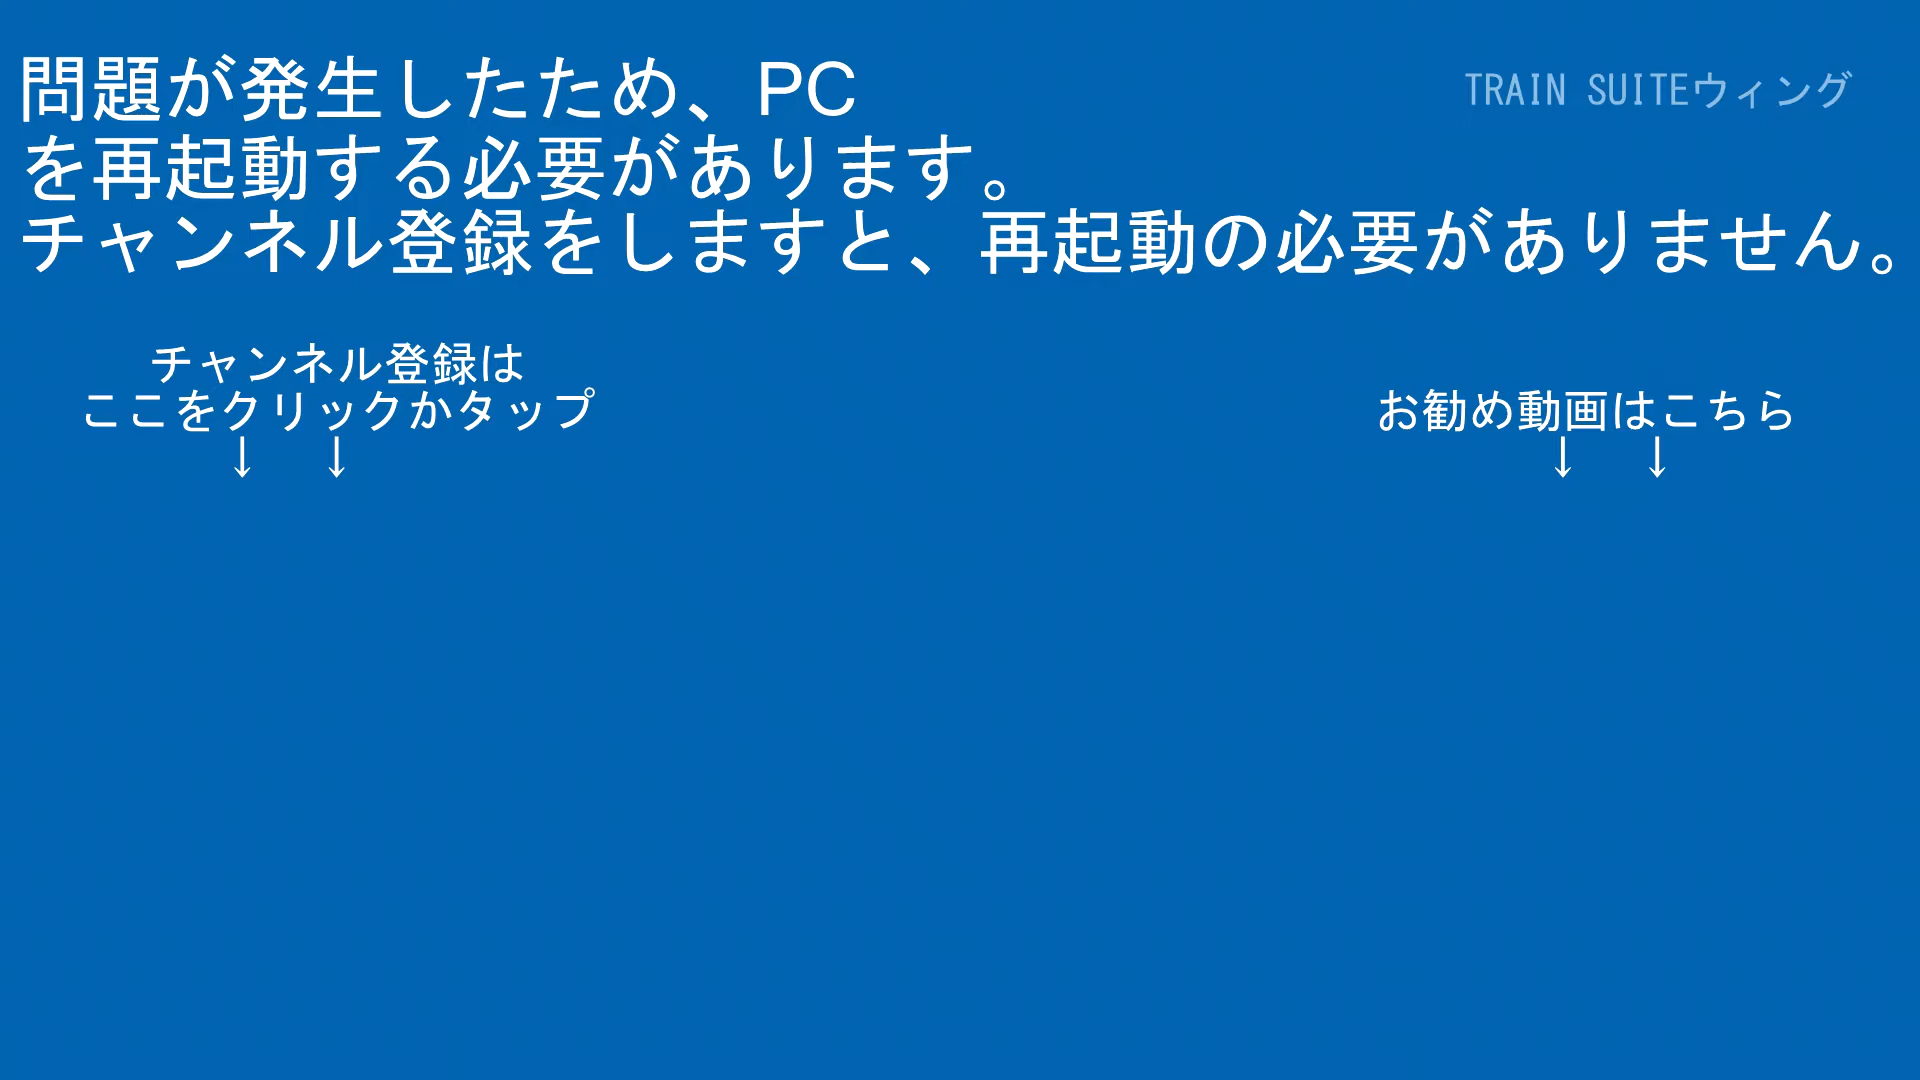 問題が発生したため、PC
TRAIN SUITEウィング
を再起動する必要があります。
チャンネル登録をしますと、再起動の必要がありません。
チャンネル登録は
ここをクリックかタップ
↓ ↓
お勧め動画はこちら
↓ ↓